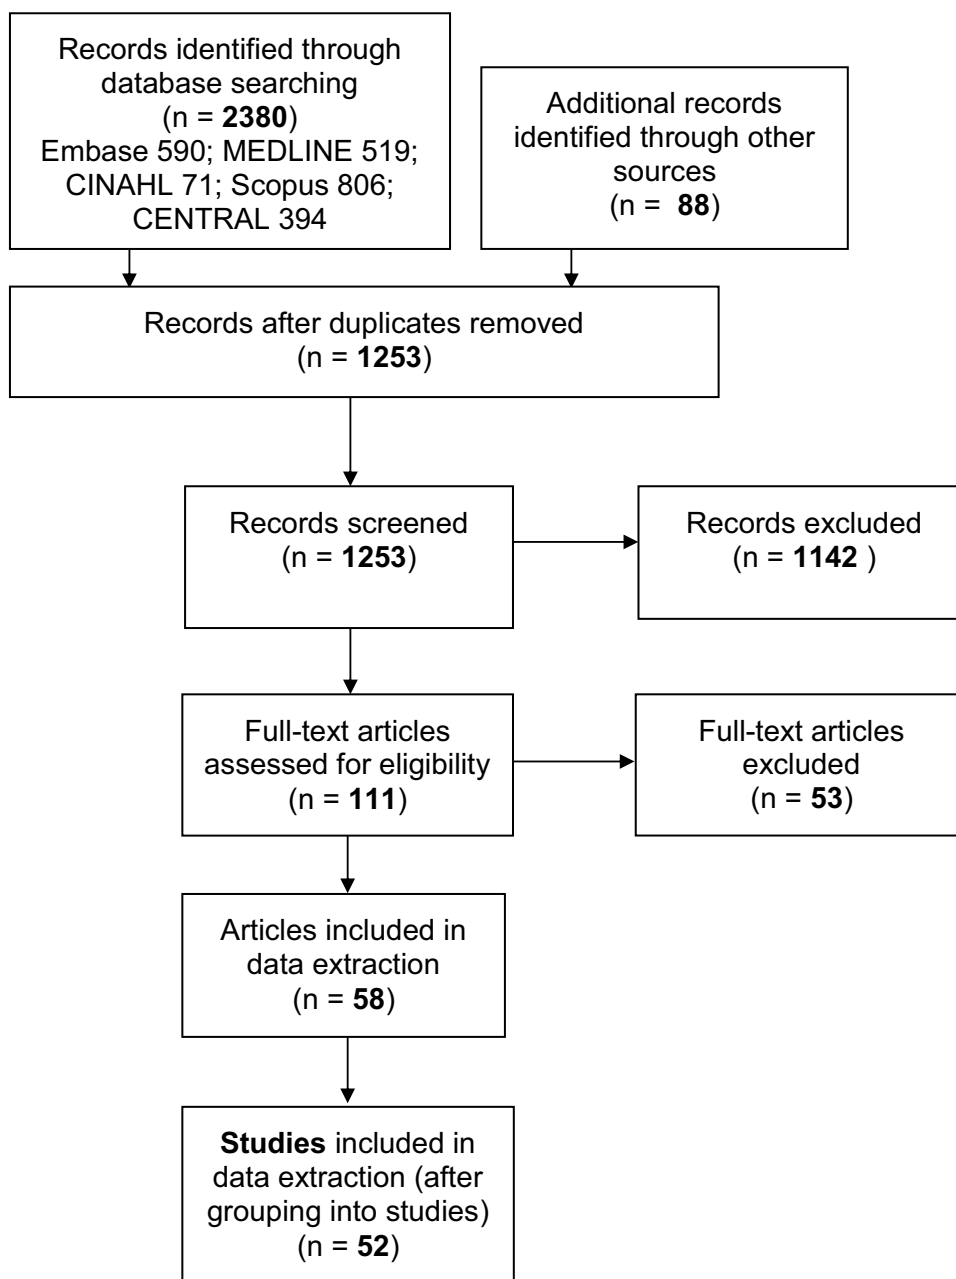 Records identified through
database searching
(n = 2380)
Embase 590; MEDLINE 519;
CINAHL 71; Scopus 806;
CENTRAL 394
Additional records
identified through other
sources
(n =  88)
Records after duplicates removed
(n = 1253)
Records screened
(n = 1253)
Records excluded
(n = 1142 )
Full-text articles
assessed for eligibility
(n = 111)
Full-text articles
excluded
(n = 53)
Articles included in
data extraction
(n = 58)
Studies included in
data extraction (after
grouping into studies)
(n = 52)